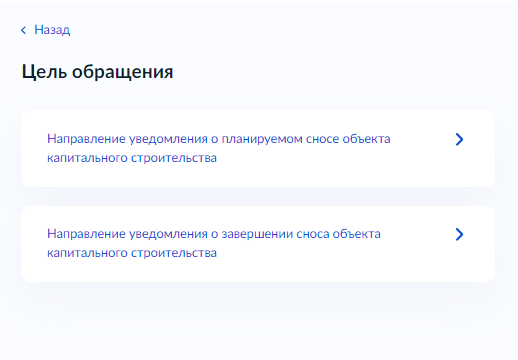 Назад
Цель обращения
Направление уведомления о планируемом сносе объекта
капитального строительства
Направление уведомления о завершении сноса объекта
капитального строительства